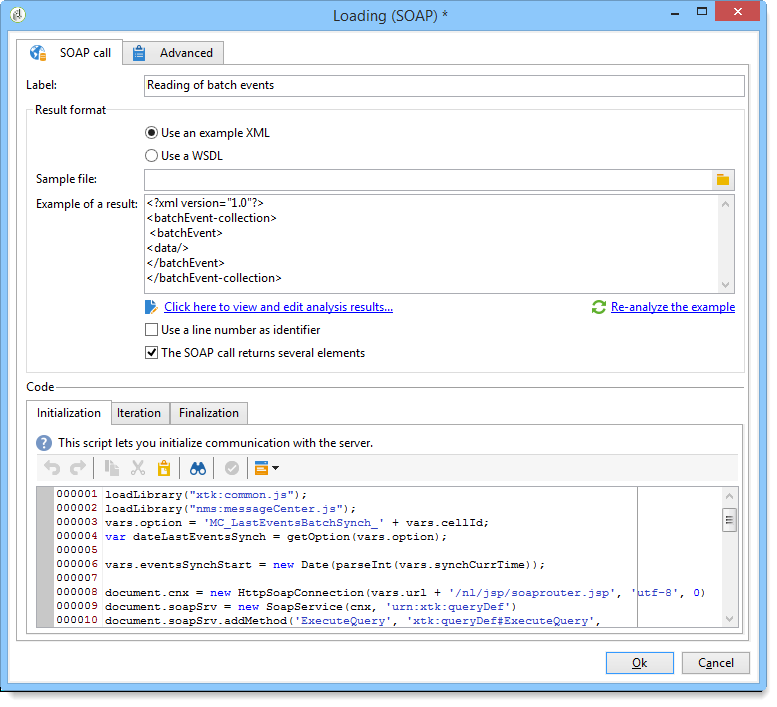 Loading (SOAP) *
SOAP call
Advanced
Label:
Reading of batch events
Result format
Use an example XML
Use a WSDL
Sample file:
Example of a result:
<?xml version="1.0"?>
<batchEvent-collection>
<batchEvent>
<data/>
</batchEvent>
</batchEvent-collection>
Click here to view and edit analysis results...
Re-analyze the example
Use a line number as identifier
The SOAP call returns several elements
Code
Initialization
Iteration
Finalization
This script lets you initialize communication with the server.
000001 loadLibrary("xtk:common.js");
000002 loadLibrary("nms:messageCenter.js");
000003 vars.option = 'MC_LastEventsBatchSynch_' + vars.cellId;
000004 var dateLastEventsSynch = getOption(vars.option);
000005
000006 vars.eventsSynchStart = new Date(parseInt(vars.synchCurrTime));
000007
000008 document.cnx = new HttpSoapConnection(vars.url + '/nl/jsp/soaprouter.jsp', 'utf-8', 0)
000009 document.soapSrv = new SoapService(cnx, 'urn:xtk:queryDef')
000010 document.soapSrv.addMethod('ExecuteQuery', 'xtk:queryDef#ExecuteQuery',
Ok
Cancel